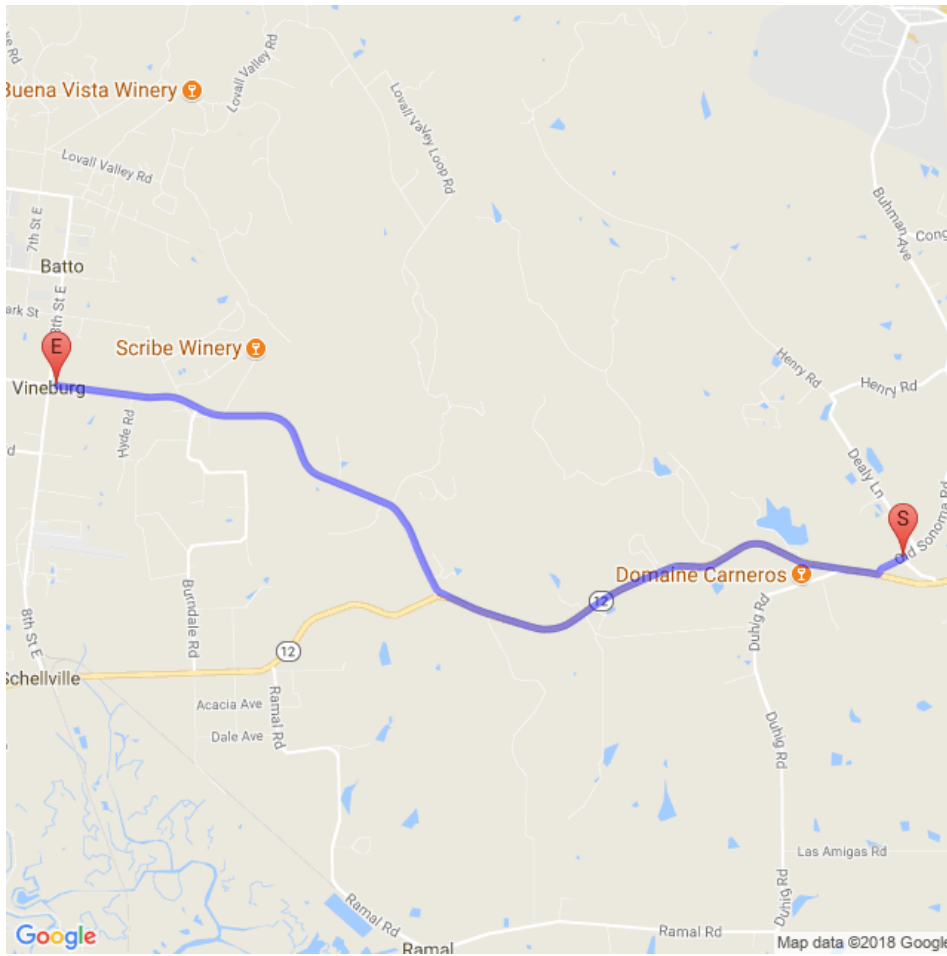 Lovall Valley Rd
Buena Vista Winery
Lovall Valley Loop Rd
Lovall Valley Rd
Buhman Ave
7th St E
Batto
8th St E
Scribe Winery
Henry Rd
Henry Rd
E
Vineburg
Hyde Rd
Dealy Ln
S
Old Sonoma Rd
Domaine Carneros
12
Burndale Rd
Duhig Rd
8th St E
12
Schellville
Acacia Ave
Ramal Rd
Dale Ave
Duhig Rd
Las Amigas Rd
Duhig Rd
Ramal Rd
Ramal Rd
Google
Ramal
Map data ©2018 Google